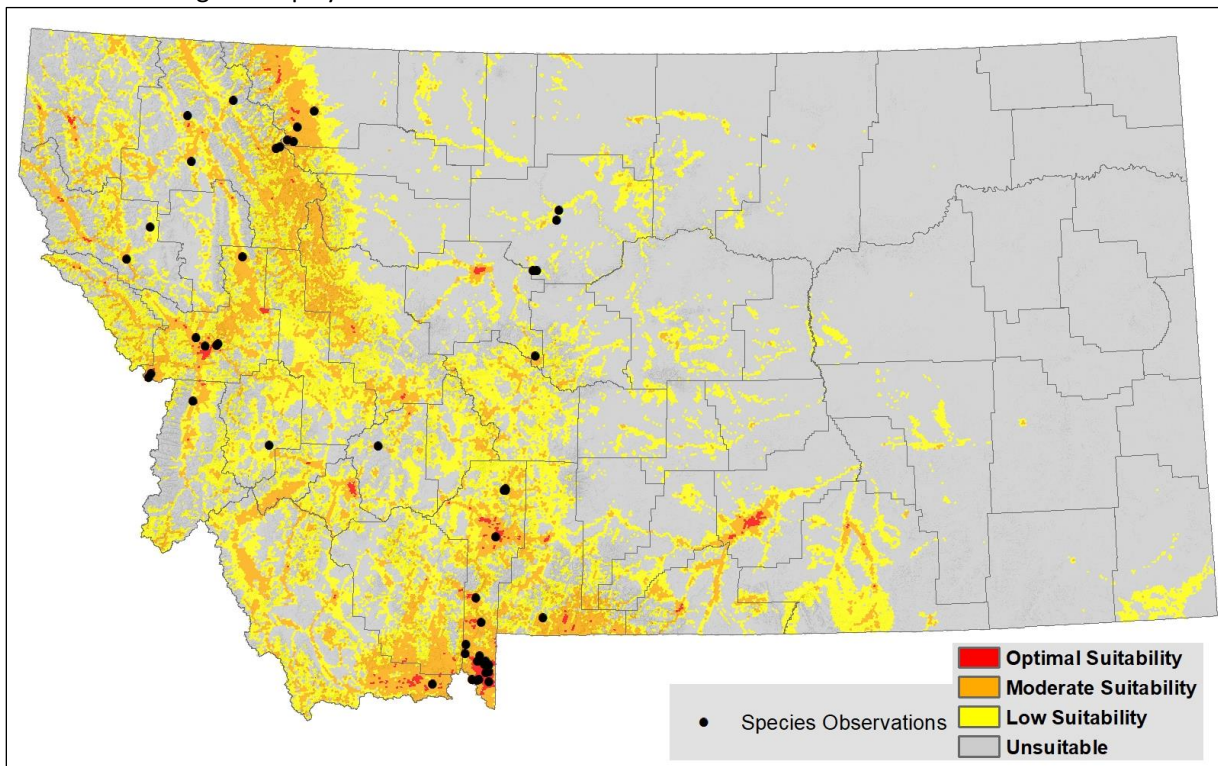 Optimal Suitability
Moderate Suitability
Species Observations
Low Suitability
Unsuitable